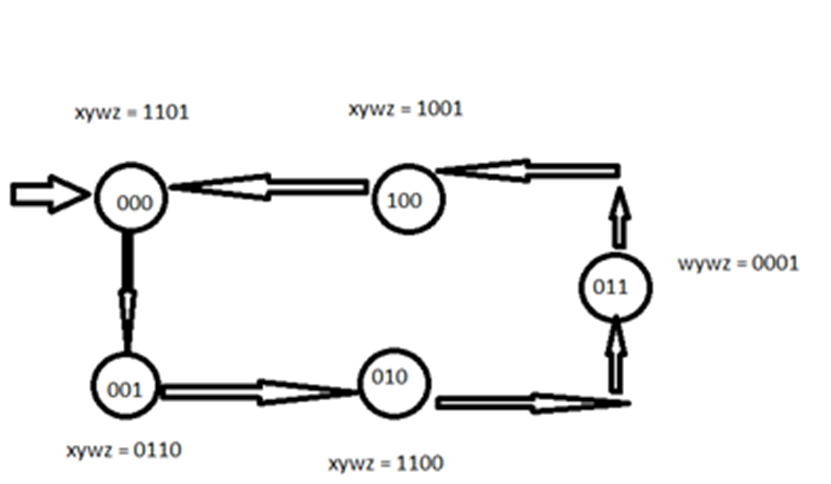 xywz = 1101
xywz = 1001
000
100
wywz = 0001
011
010
001
xywz = 0110
xywz = 1100